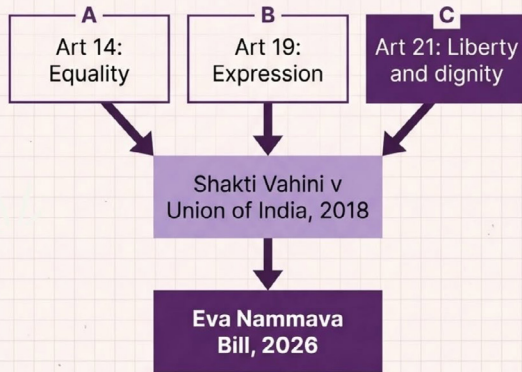 A
Art 14:
Equality
B
Art 19:
Expression
C
Art 21: Liberty
and dignity
Shakti Vahini v
Union of India, 2018
Eva Nammava
Bill, 2026